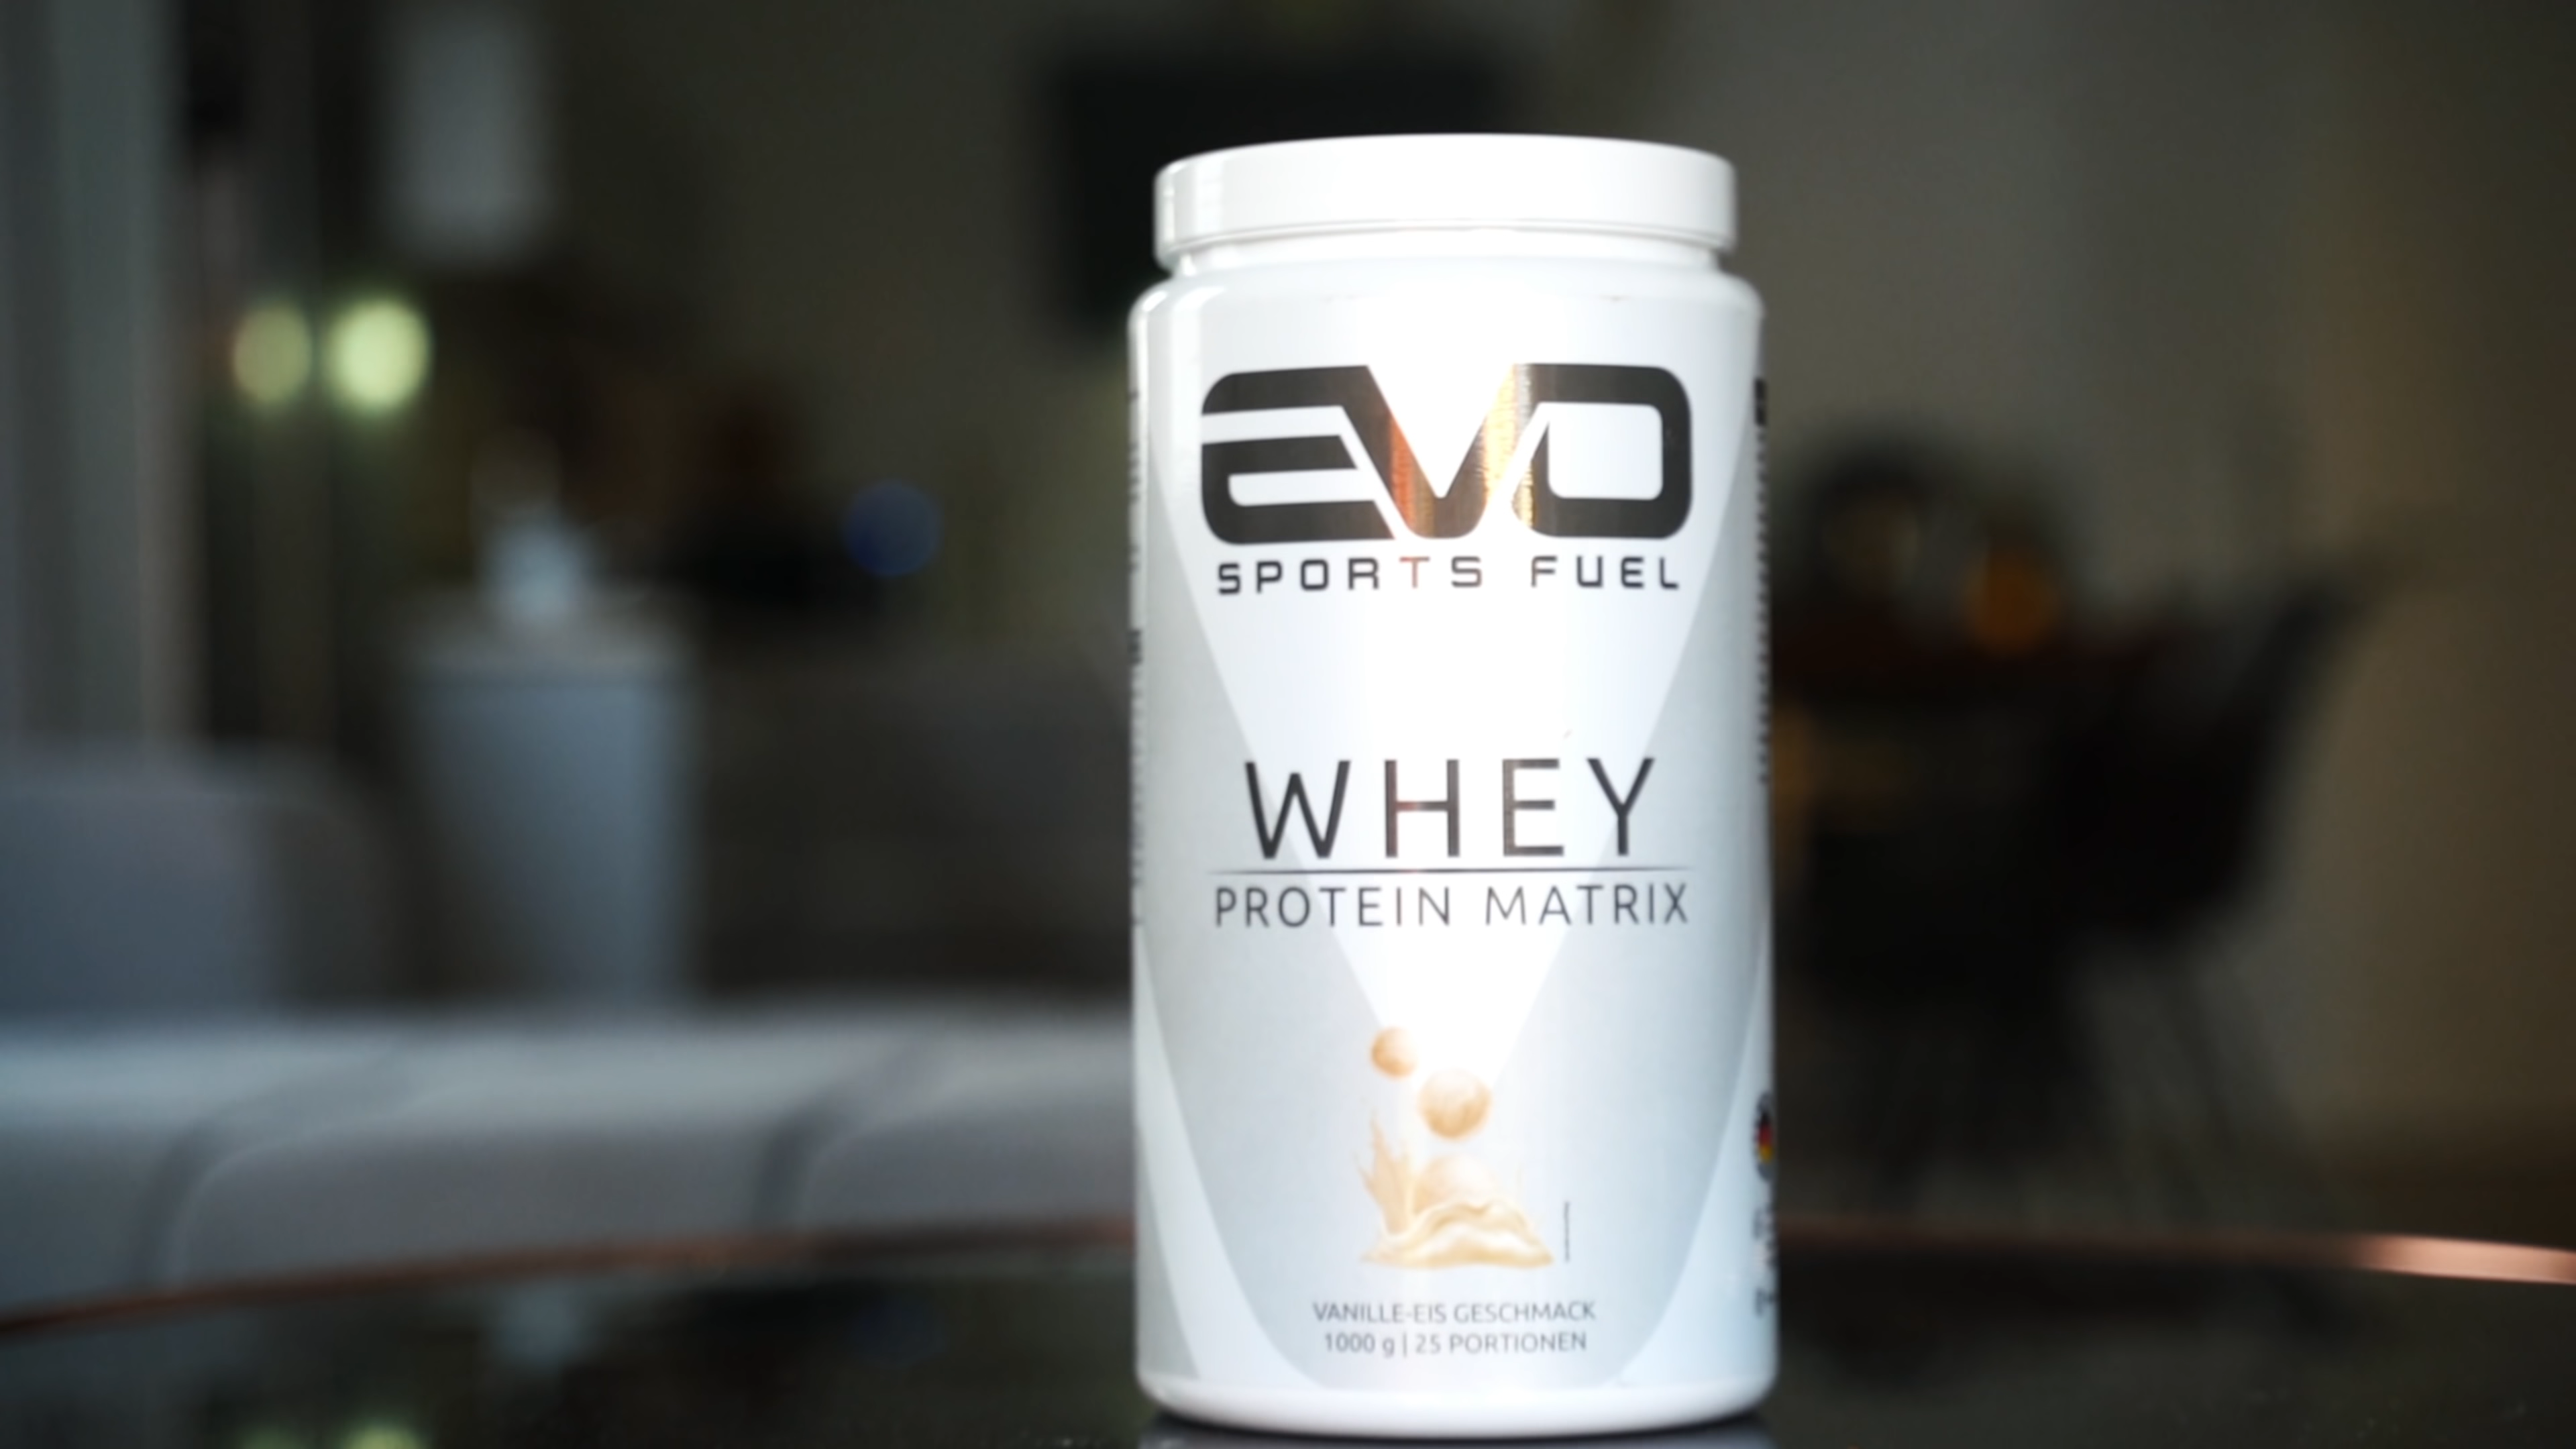 EVO
SPORTS FUEL
WHEY
PROTEIN MATRIX
VANILLE-EIS GESCHMACK
1000 g | 25 PORTIONEN